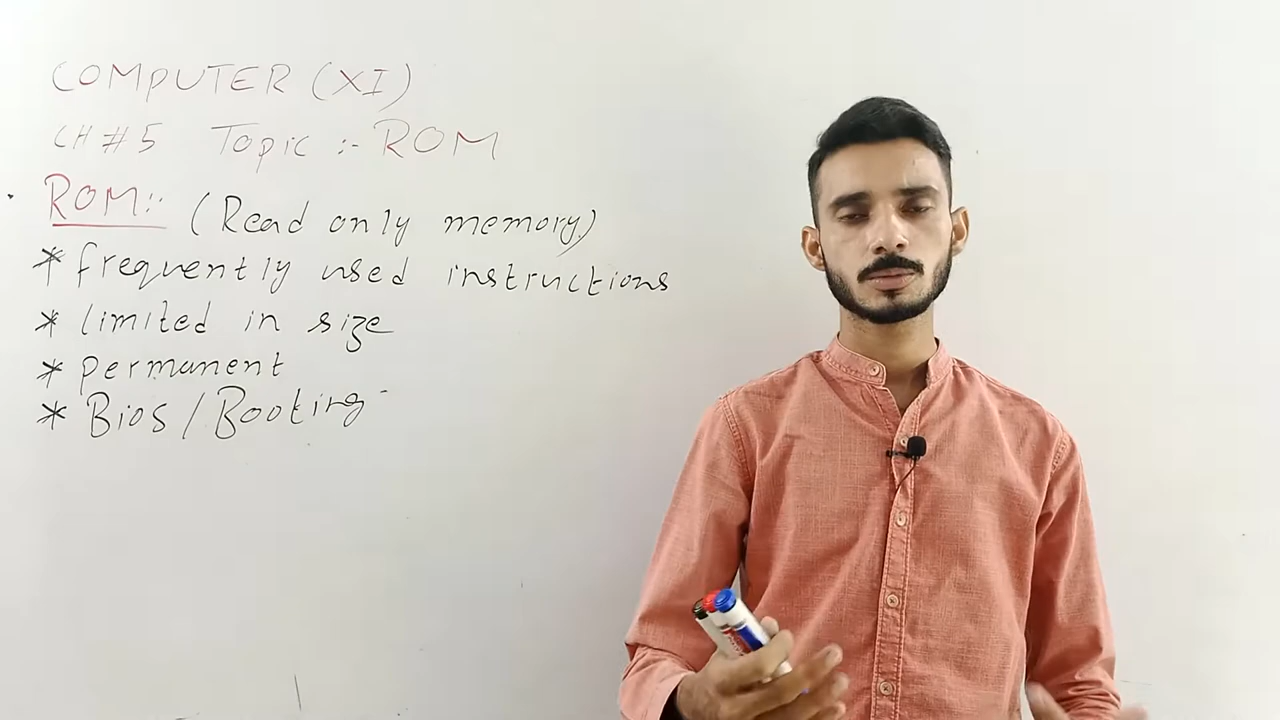 COMPUTER (XI)
CH # 5 Topic :- ROM
ROM:- (Read only memory)
* frequently used instructions
* limited in size
* permanent
* Bios / Booting